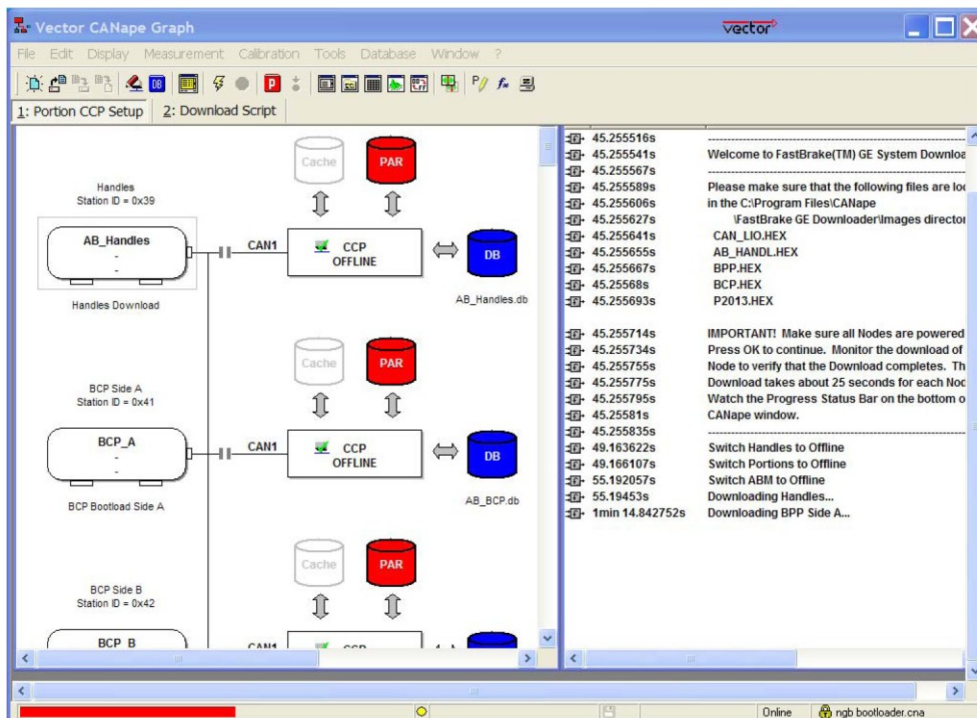 Vector CANape Graph
vector
File Edit Display Measurement Calibration Tools Database Window ?
1: Portion CCP Setup
2: Download Script
Cache
PAR
Handles
Station ID = 0x39
AB_Handles
-
-
CAN1
CCP
OFFLINE
DB
Handles Download
AB_Handles.db
Cache
PAR
BCP Side A
Station ID = 0x41
BCP_A
-
-
CAN1
CCP
OFFLINE
DB
BCP Bootload Side A
AB_BCP.db
Cache
PAR
BCP Side B
Station ID = 0x42
BCP_B
CAN1
CCP
45.255516s ------------------------------------------------
45.255541s Welcome to FastBrake(TM) GE System Downloa
45.255567s ------------------------------------------------
45.255589s Please make sure that the following files are loc
45.255606s in the C:\Program Files\CANape
45.255627s \FastBrake GE Downloader\Images director
45.255641s CAN_LIO.HEX
45.255655s AB_HANDL.HEX
45.255667s BPP.HEX
45.25568s BCP.HEX
45.255693s P2013.HEX
45.255714s IMPORTANT! Make sure all Nodes are powered
45.255734s Press OK to continue. Monitor the download of
45.255755s Node to verify that the Download completes. Th
45.255775s Download takes about 25 seconds for each Nod
45.255795s Watch the Progress Status Bar on the bottom o
45.25581s CANape window.
45.255835s ------------------------------------------------
49.163622s Switch Handles to Offline
49.166107s Switch Portions to Offline
55.192057s Switch ABM to Offline
55.19453s Downloading Handles...
1min 14.842752s Downloading BPP Side A...
Online
ngb bootloader.cna